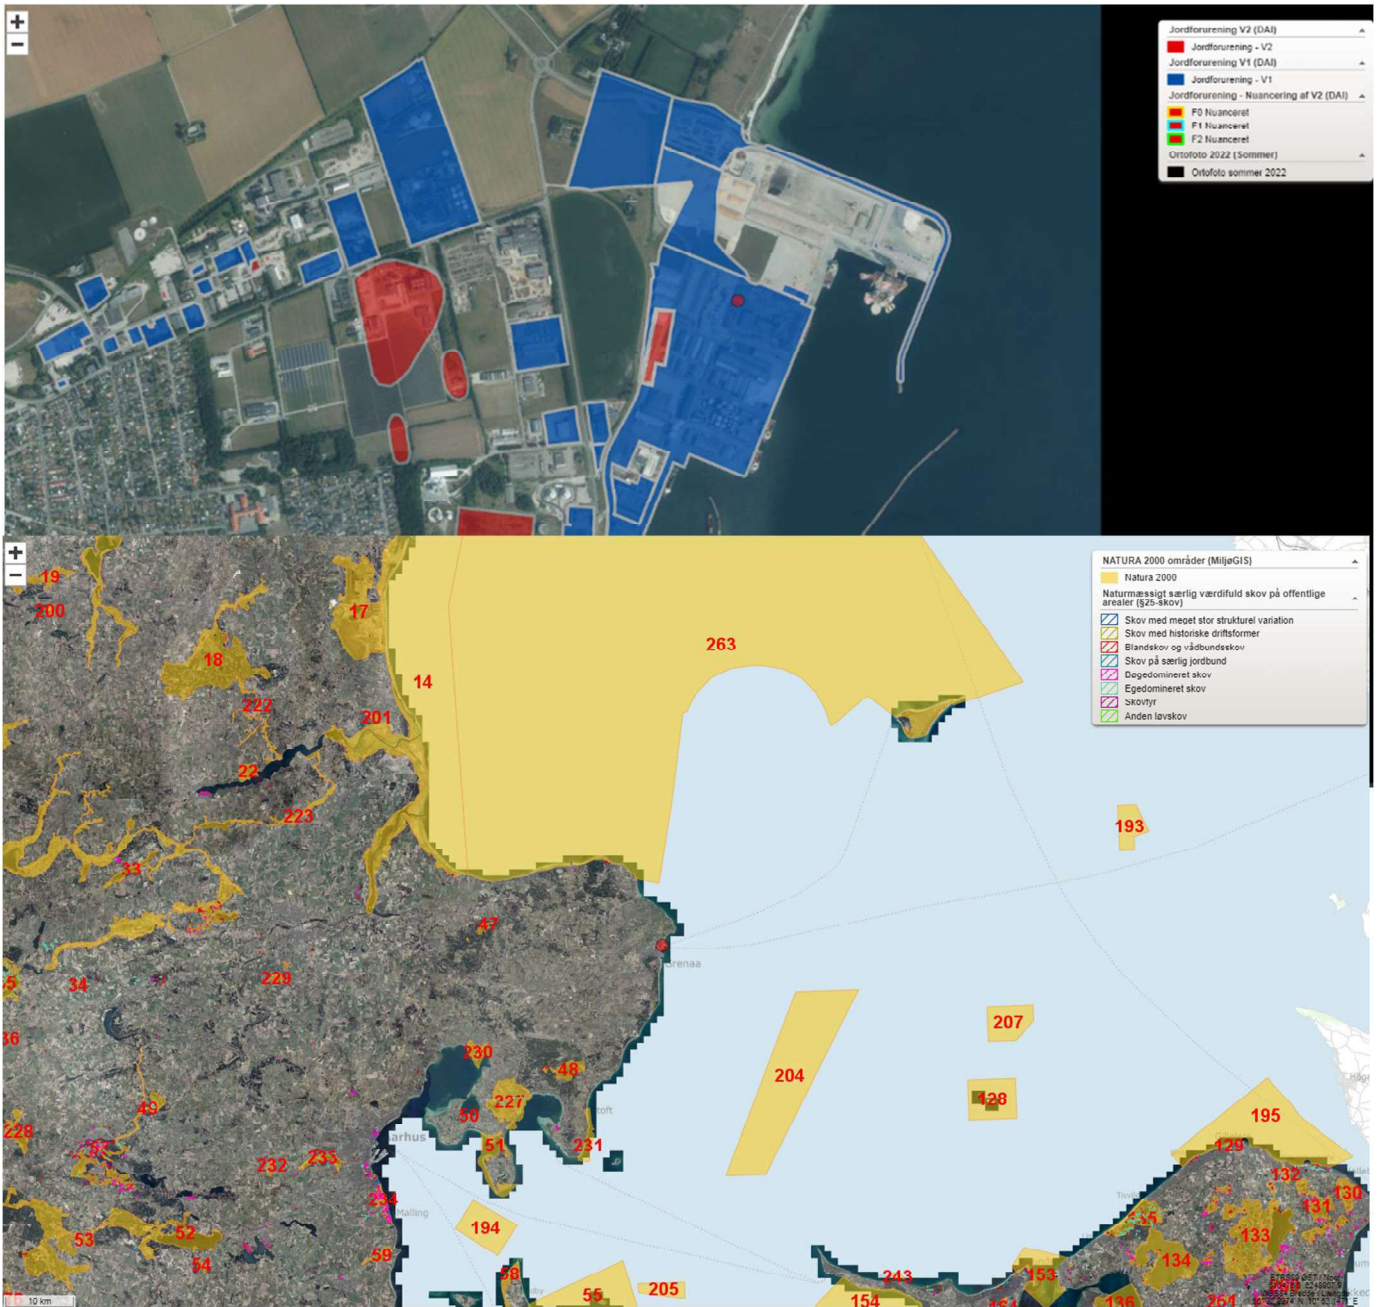 +
−
Jordforurening V2 (DAI)
Jordforurening - V2
Jordforurening V1 (DAI)
Jordforurening - V1
Jordforurening - Nuancering af V2 (DAI)
F0 Nuanceret
F1 Nuanceret
F2 Nuanceret
Ortofoto 2022 (Sommer)
Ortofoto sommer 2022
+
−
NATURA 2000 områder (MiljøGIS)
Natura 2000
Naturmæssigt særlig værdifuld skov på offentlige
arealer (§25-skov)
Skov med meget stor strukturel variation
Skov med historiske driftsformer
Blandskov og vådbundsskov
Skov på særlig jordbund
Bøgedomineret skov
Egedomineret skov
Skovfyr
Anden løvskov
19
200
17
18
263
14
222
201
22
223
193
33
47
Grenaa
229
34
36
207
204
230
48
128
227
49
50
toft
195
228
arhus
51
231
129
232
233
132
130
234
131
Malling
194
53
52
133
54
59
134
58
243
153
55
205
154
136
10 km